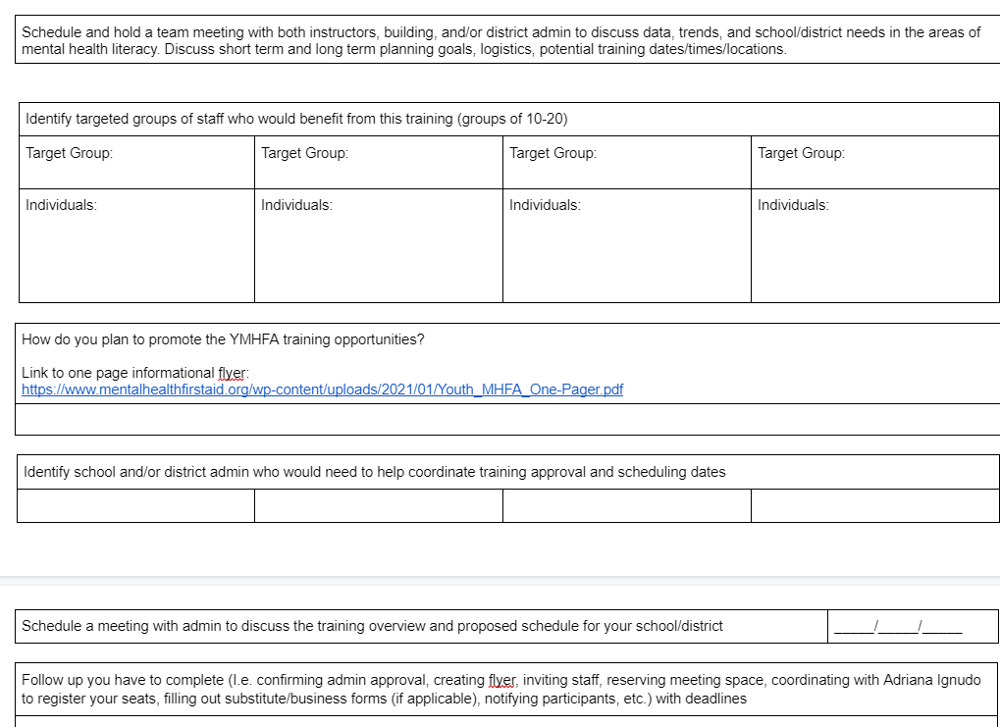 Schedule and hold a team meeting with both instructors, building, and/or district admin to discuss data, trends, and school/district needs in the areas of
mental health literacy. Discuss short term and long term planning goals, logistics, potential training dates/times/locations.
Identify targeted groups of staff who would benefit from this training (groups of 10-20)
Target Group: Target Group: Target Group: Target Group:
Individuals: Individuals: Individuals: Individuals:
How do you plan to promote the YMHFA training opportunities?
Link to one page informational flyer:
https://www.mentalhealthfirstaid.org/wp-content/uploads/2021/01/Youth_MHFA_One-Pager.pdf
Identify school and/or district admin who would need to help coordinate training approval and scheduling dates
Schedule a meeting with admin to discuss the training overview and proposed schedule for your school/district _____/_____/_____
Follow up you have to complete (I.e. confirming admin approval, creating flyer, inviting staff, reserving meeting space, coordinating with Adriana Ignudo
to register your seats, filling out substitute/business forms (if applicable), notifying participants, etc.) with deadlines